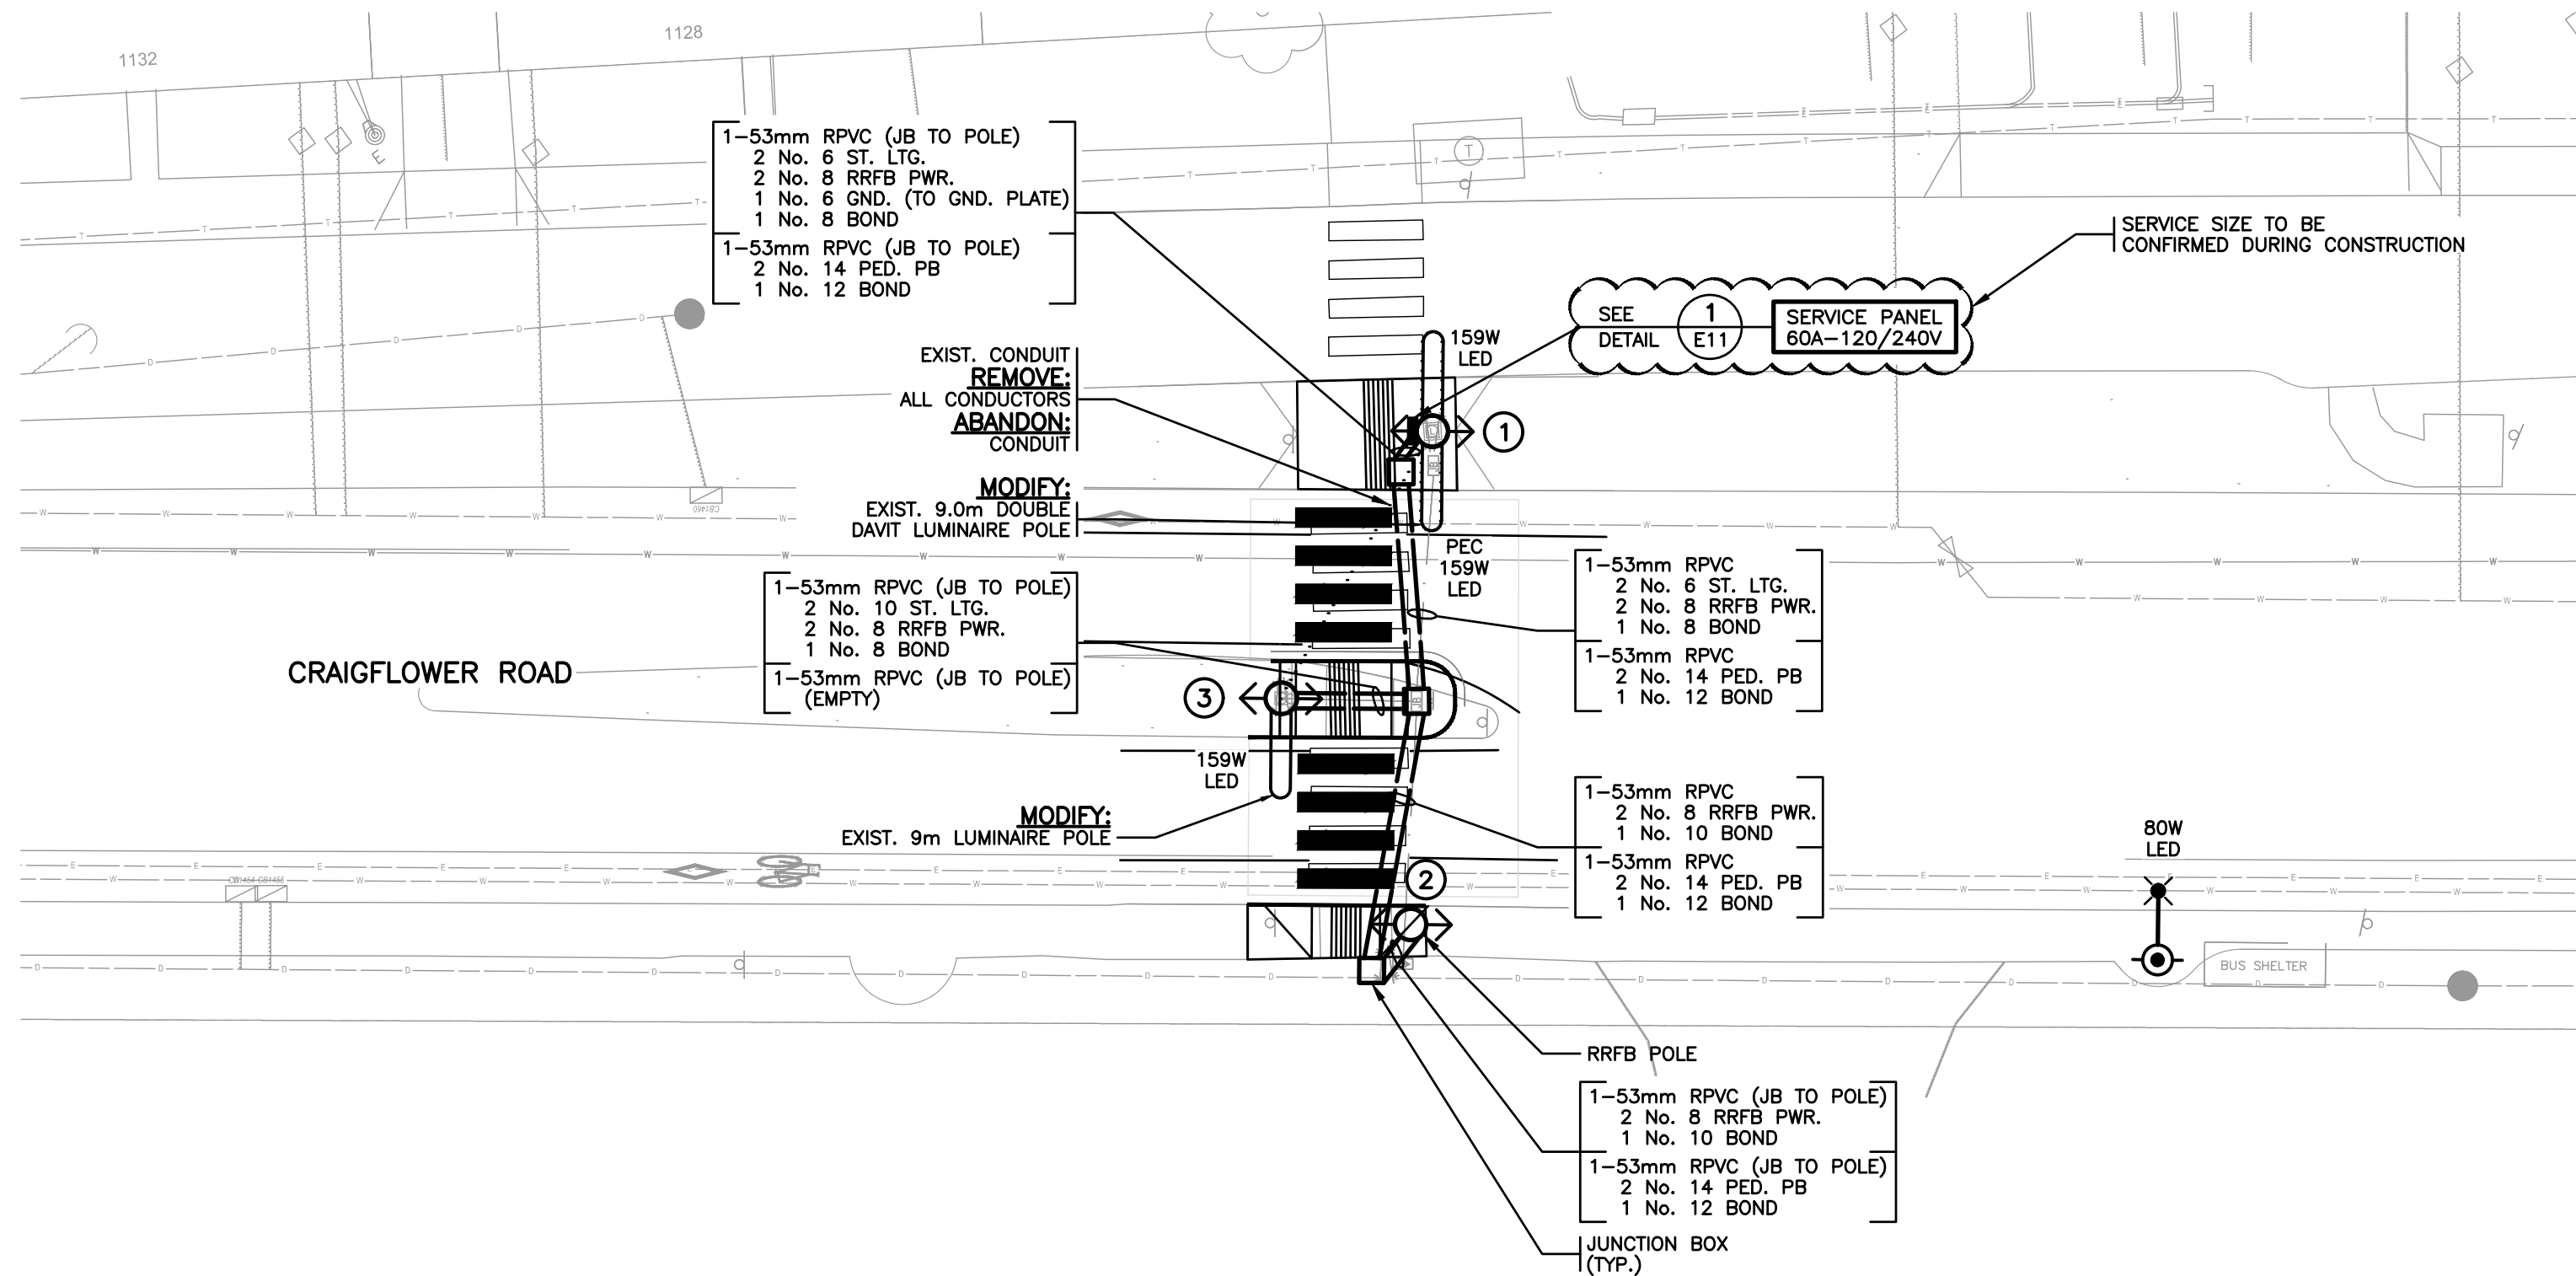 1132
1128
1-53mm RPVC (JB TO POLE)
2 No. 6 ST. LTG.
2 No. 8 RRFB PWR.
1 No. 6 GND. (TO GND. PLATE)
1 No. 8 BOND
1-53mm RPVC (JB TO POLE)
2 No. 14 PED. PB
1 No. 12 BOND
SERVICE SIZE TO BE
CONFIRMED DURING CONSTRUCTION
SEE
DETAIL
1
E11
SERVICE PANEL
60A-120/240V
159W
LED
1
EXIST. CONDUIT
REMOVE:
ALL CONDUCTORS
ABANDON:
CONDUIT
MODIFY:
EXIST. 9.0m DOUBLE
DAVIT LUMINAIRE POLE
CB1460
JB
PEC
159W
LED
1-53mm RPVC
2 No. 6 ST. LTG.
2 No. 8 RRFB PWR.
1 No. 8 BOND
1-53mm RPVC
2 No. 14 PED. PB
1 No. 12 BOND
1-53mm RPVC (JB TO POLE)
2 No. 10 ST. LTG.
2 No. 8 RRFB PWR.
1 No. 8 BOND
1-53mm RPVC (JB TO POLE)
(EMPTY)
CRAIGFLOWER ROAD
3
JB
159W
LED
MODIFY:
EXIST. 9m LUMINAIRE POLE
1-53mm RPVC
2 No. 8 RRFB PWR.
1 No. 10 BOND
1-53mm RPVC
2 No. 14 PED. PB
1 No. 12 BOND
2
80W
LED
BUS SHELTER
RRFB POLE
1-53mm RPVC (JB TO POLE)
2 No. 8 RRFB PWR.
1 No. 10 BOND
1-53mm RPVC (JB TO POLE)
2 No. 14 PED. PB
1 No. 12 BOND
JUNCTION BOX
(TYP.)